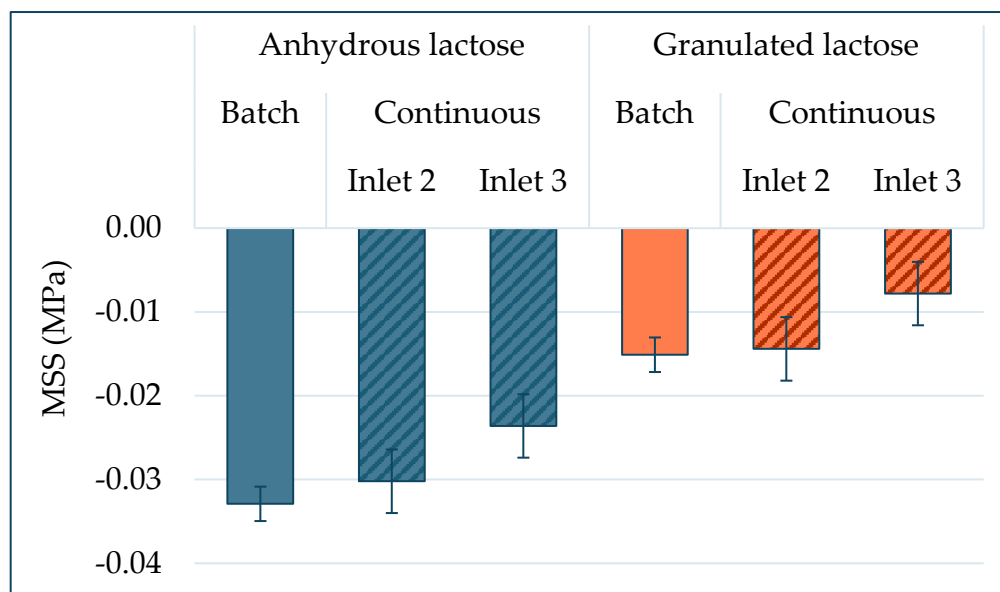 Anhydrous lactose Granulated lactose
Batch Continuous Batch Continuous
Inlet 2 Inlet 3 Inlet 2 Inlet 3
0.00
-0.01
-0.02
-0.03
-0.04
MSS (MPa)